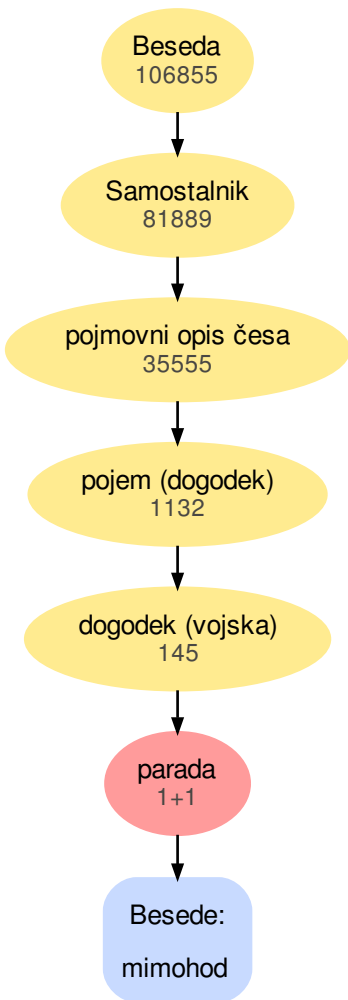 Beseda
106855
Samostalnik
81889
pojmovni opis česa
35555
pojem (dogodek)
1132
dogodek (vojska)
145
parada
1+1
Besede:
mimohod